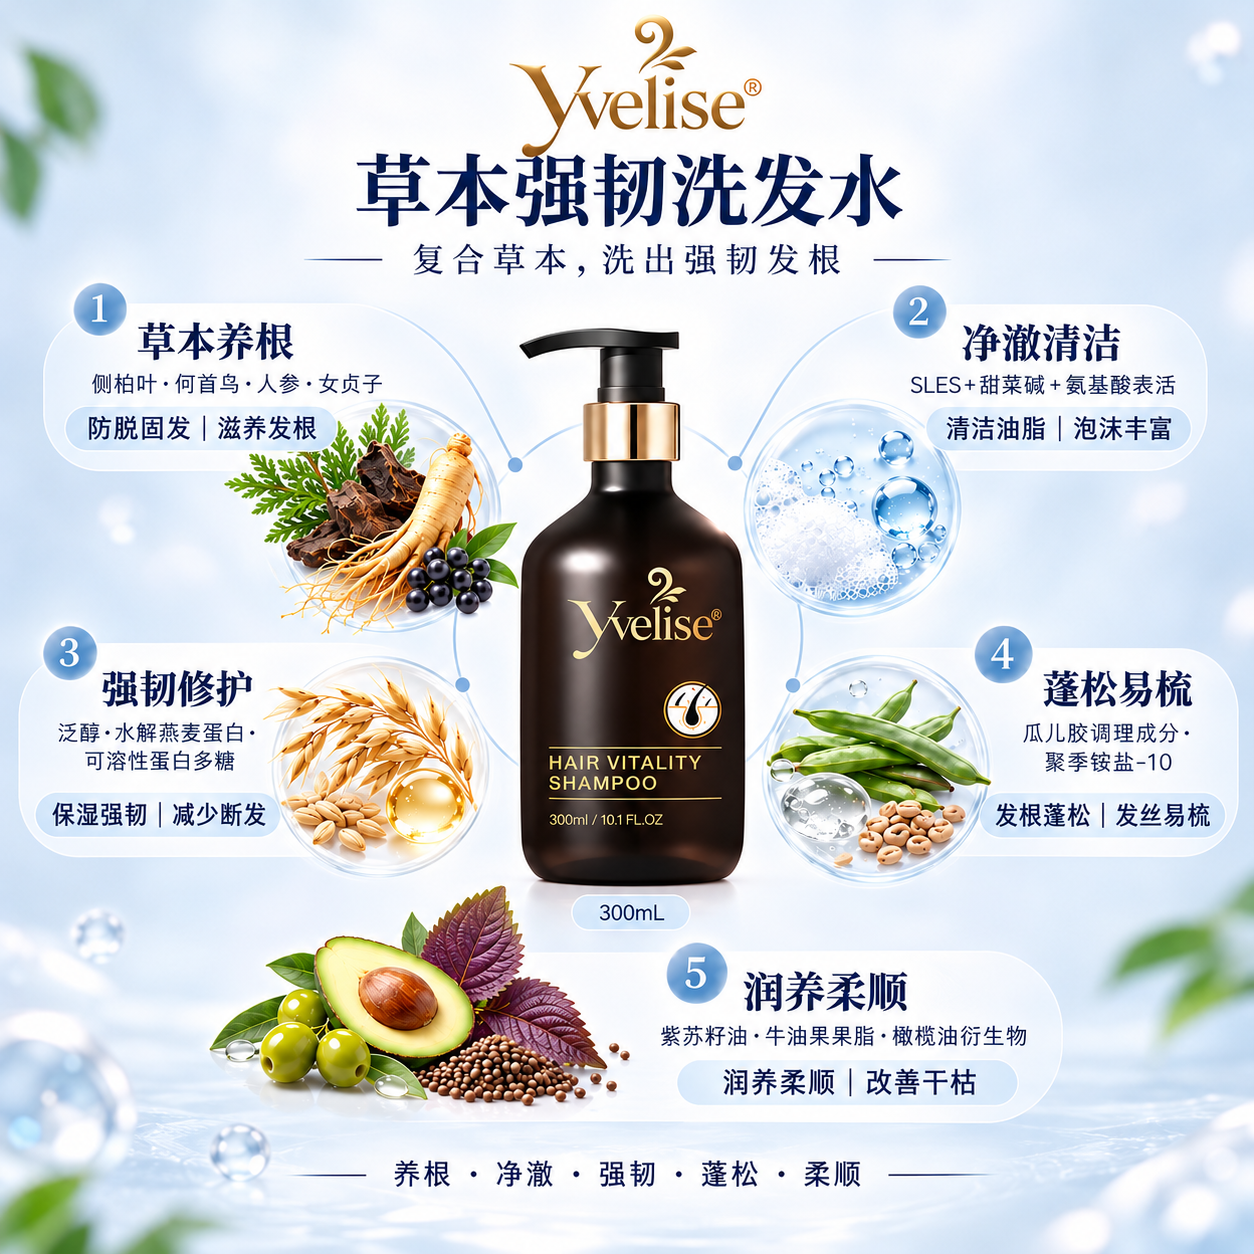 Yvelise®
草本强韧洗发水
复合草本，洗出强韧发根
1
草本养根
侧柏叶·何首乌·人参·女贞子
防脱固发｜滋养发根
2
净澈清洁
SLES+甜菜碱+氨基酸表活
清洁油脂｜泡沫丰富
3
强韧修护
泛醇·水解燕麦蛋白·
可溶性蛋白多糖
保湿强韧｜减少断发
4
蓬松易梳
瓜儿胶调理成分·
聚季铵盐-10
发根蓬松｜发丝易梳
Yvelise®
HAIR VITALITY
SHAMPOO
300ml / 10.1 FL.OZ
300mL
5
润养柔顺
紫苏籽油·牛油果果脂·橄榄油衍生物
润养柔顺｜改善干枯
养根·净澈·强韧·蓬松·柔顺